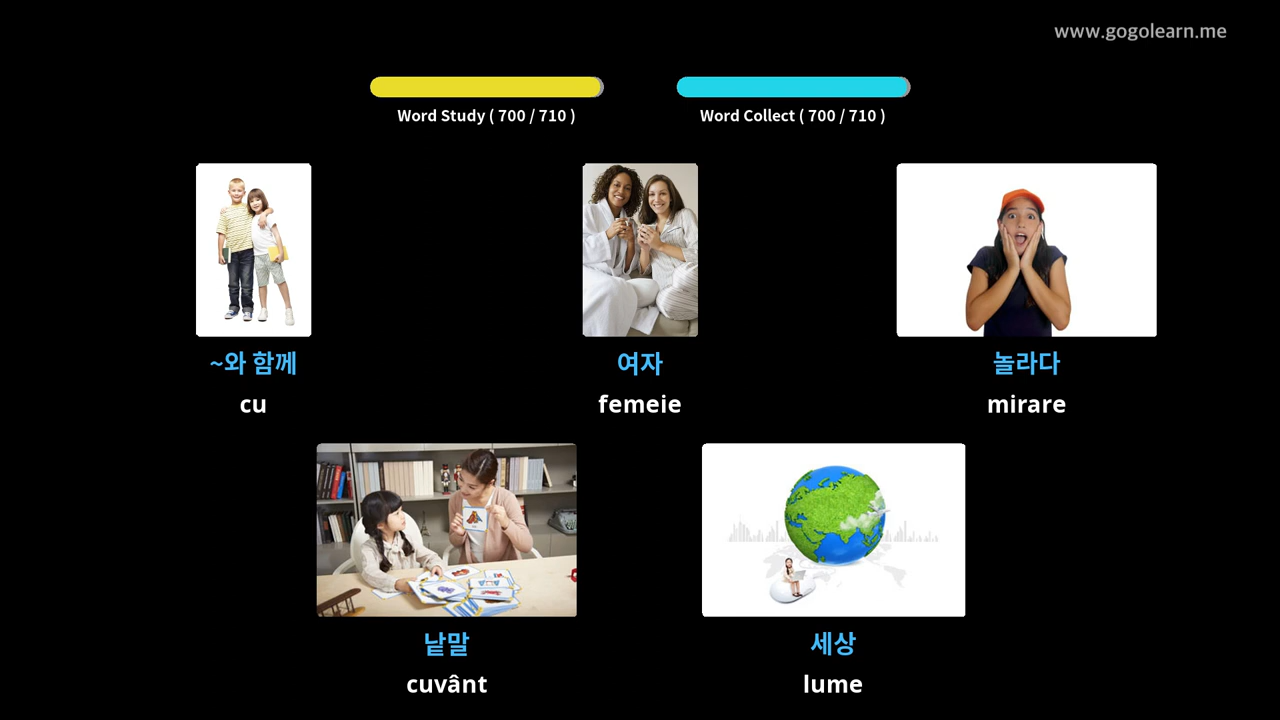 www.gogolearn.me
Word Study ( 700 / 710 )
Word Collect ( 700 / 710 )
~와 함께
cu
여자
femeie
놀라다
mirare
낱말
cuvânt
세상
lume